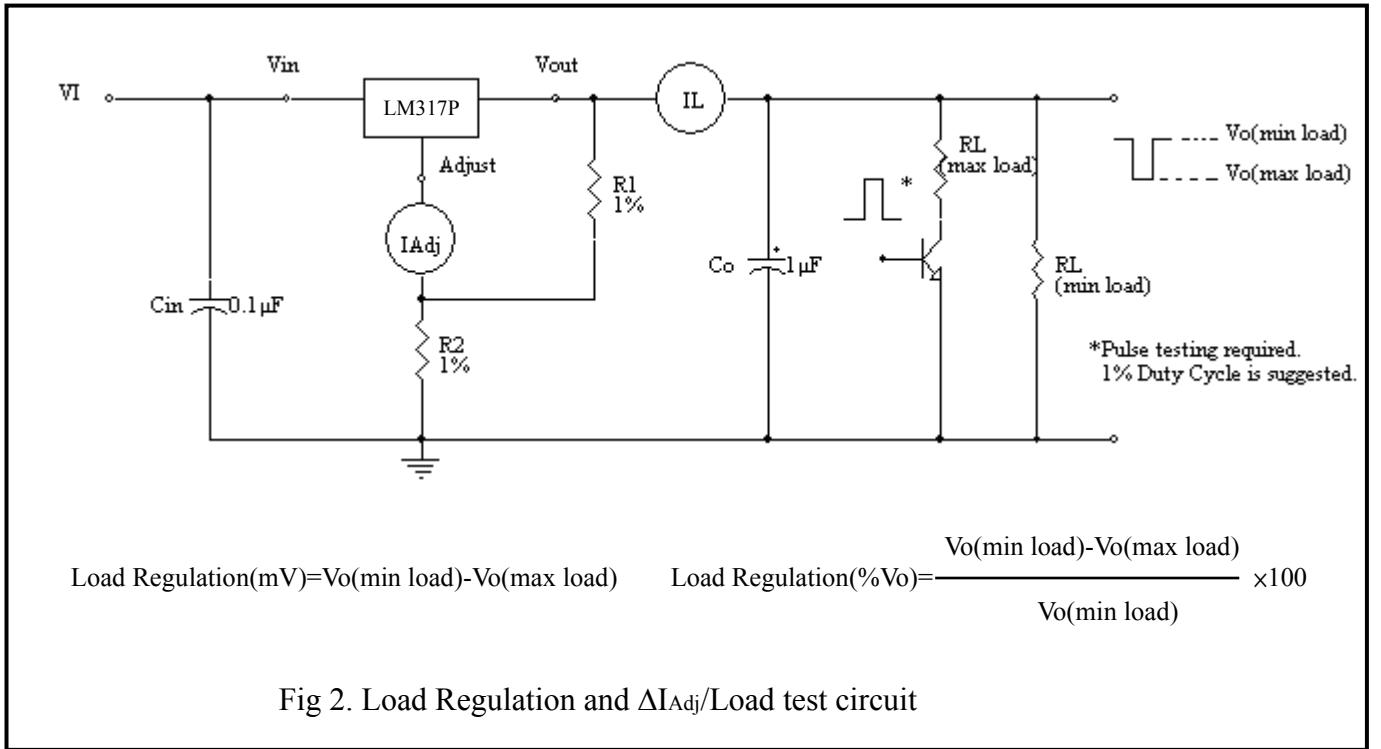 Vin
Vout
VI
LM317P
IL
Adjust
R1
1%
IAdj
Cin
0.1µF
R2
1%
Co
+
1µF
*
RL
(max load)
RL
(min load)
Vo(min load)
Vo(max load)
*Pulse testing required.
1% Duty Cycle is suggested.
Load Regulation(mV)=Vo(min load)-Vo(max load)
Load Regulation(%Vo)=
Vo(min load)-Vo(max load)
Vo(min load)
×100
Fig 2. Load Regulation and ΔIAdj/Load test circuit